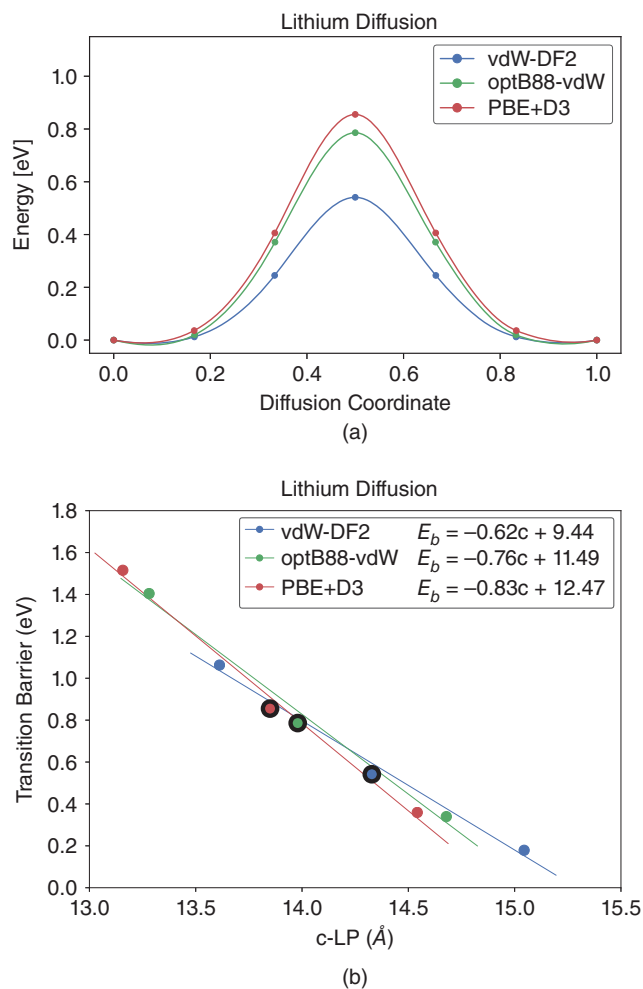 Lithium Diffusion
vdW-DF2
optB88-vdW
PBE+D3
1.0
0.8
0.6
0.4
0.2
0.0
Energy [eV]
0.0 0.2 0.4 0.6 0.8 1.0
Diffusion Coordinate
(a)
Lithium Diffusion
vdW-DF2 E_b = −0.62c + 9.44
optB88-vdW E_b = −0.76c + 11.49
PBE+D3 E_b = −0.83c + 12.47
1.8
1.6
1.4
1.2
1.0
0.8
0.6
0.4
0.2
0.0
Transition Barrier (eV)
13.0 13.5 14.0 14.5 15.0 15.5
c-LP (Å)
(b)